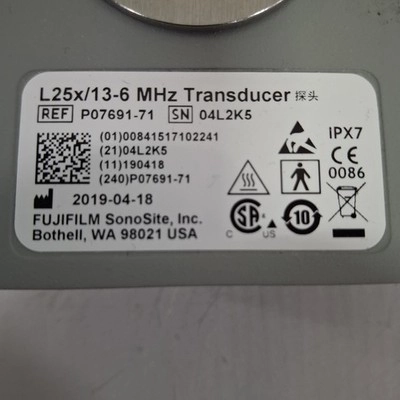 L25x/13-6 MHz Transducer 探头
REF P07691-71 SN 04L2K5
(01)00841517102241
(21)04L2K5
(11)190418
(240)P07691-71
2019-04-18
FUJIFILM SonoSite, Inc.
Bothell, WA 98021 USA
IPX7
CE
0086
SA
C US
10